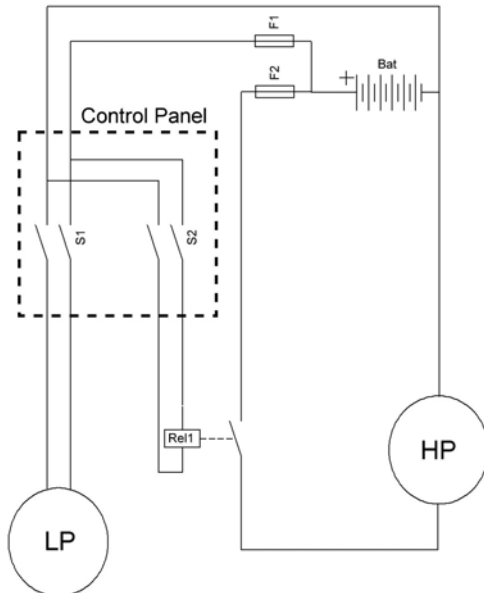 F1
F2
Bat
+
Control Panel
S1
S2
Rel1
HP
LP